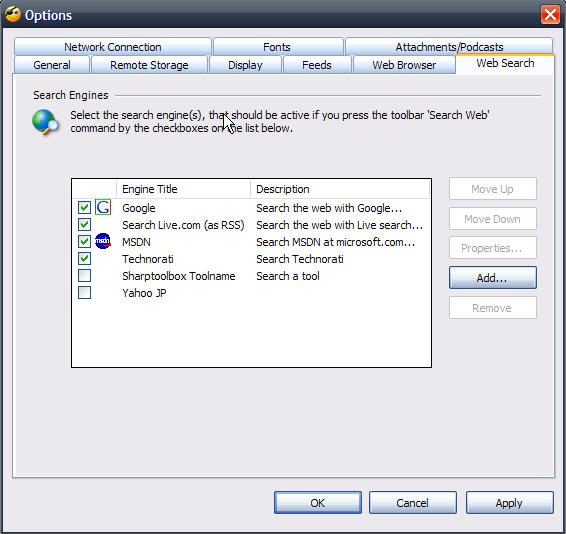 Options
Network Connection Fonts Attachments/Podcasts
General Remote Storage Display Feeds Web Browser Web Search
Search Engines
Select the search engine(s), that should be active if you press the toolbar 'Search Web'
command by the checkboxes on the list below.
Engine Title Description
Google Search the web with Google...
Search Live.com (as RSS) Search the web with Live search...
msdn MSDN Search MSDN at microsoft.com...
Technorati Search Technorati
Sharptoolbox Toolname Search a tool
Yahoo JP
Move Up
Move Down
Properties...
Add...
Remove
OK Cancel Apply